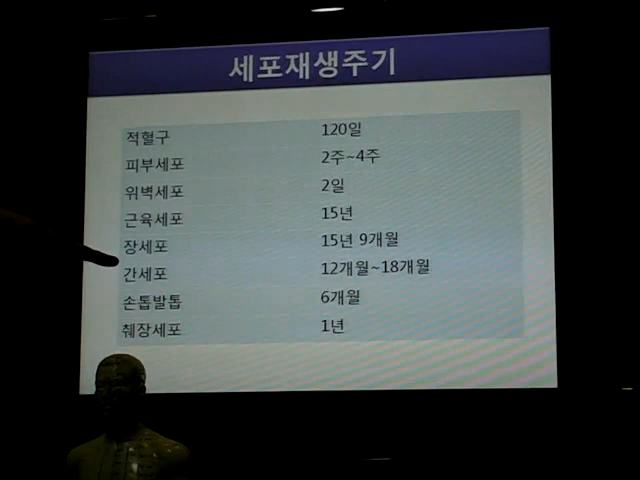 세포재생주기
적혈구 120일
피부세포 2주~4주
위벽세포 2일
근육세포 15년
장세포 15년 9개월
간세포 12개월~18개월
손톱발톱 6개월
췌장세포 1년